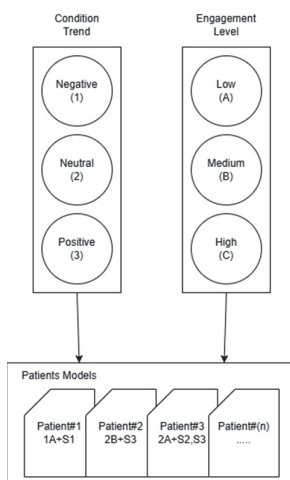 Condition
Trend
Negative
(1)
Neutral
(2)
Positive
(3)
Engagement
Level
Low
(A)
Medium
(B)
High
(C)
Patients Models
Patient#1
1A+S1
Patient#2
2B+S3
Patient#3
2A+S2,S3
Patient#(n)
.....